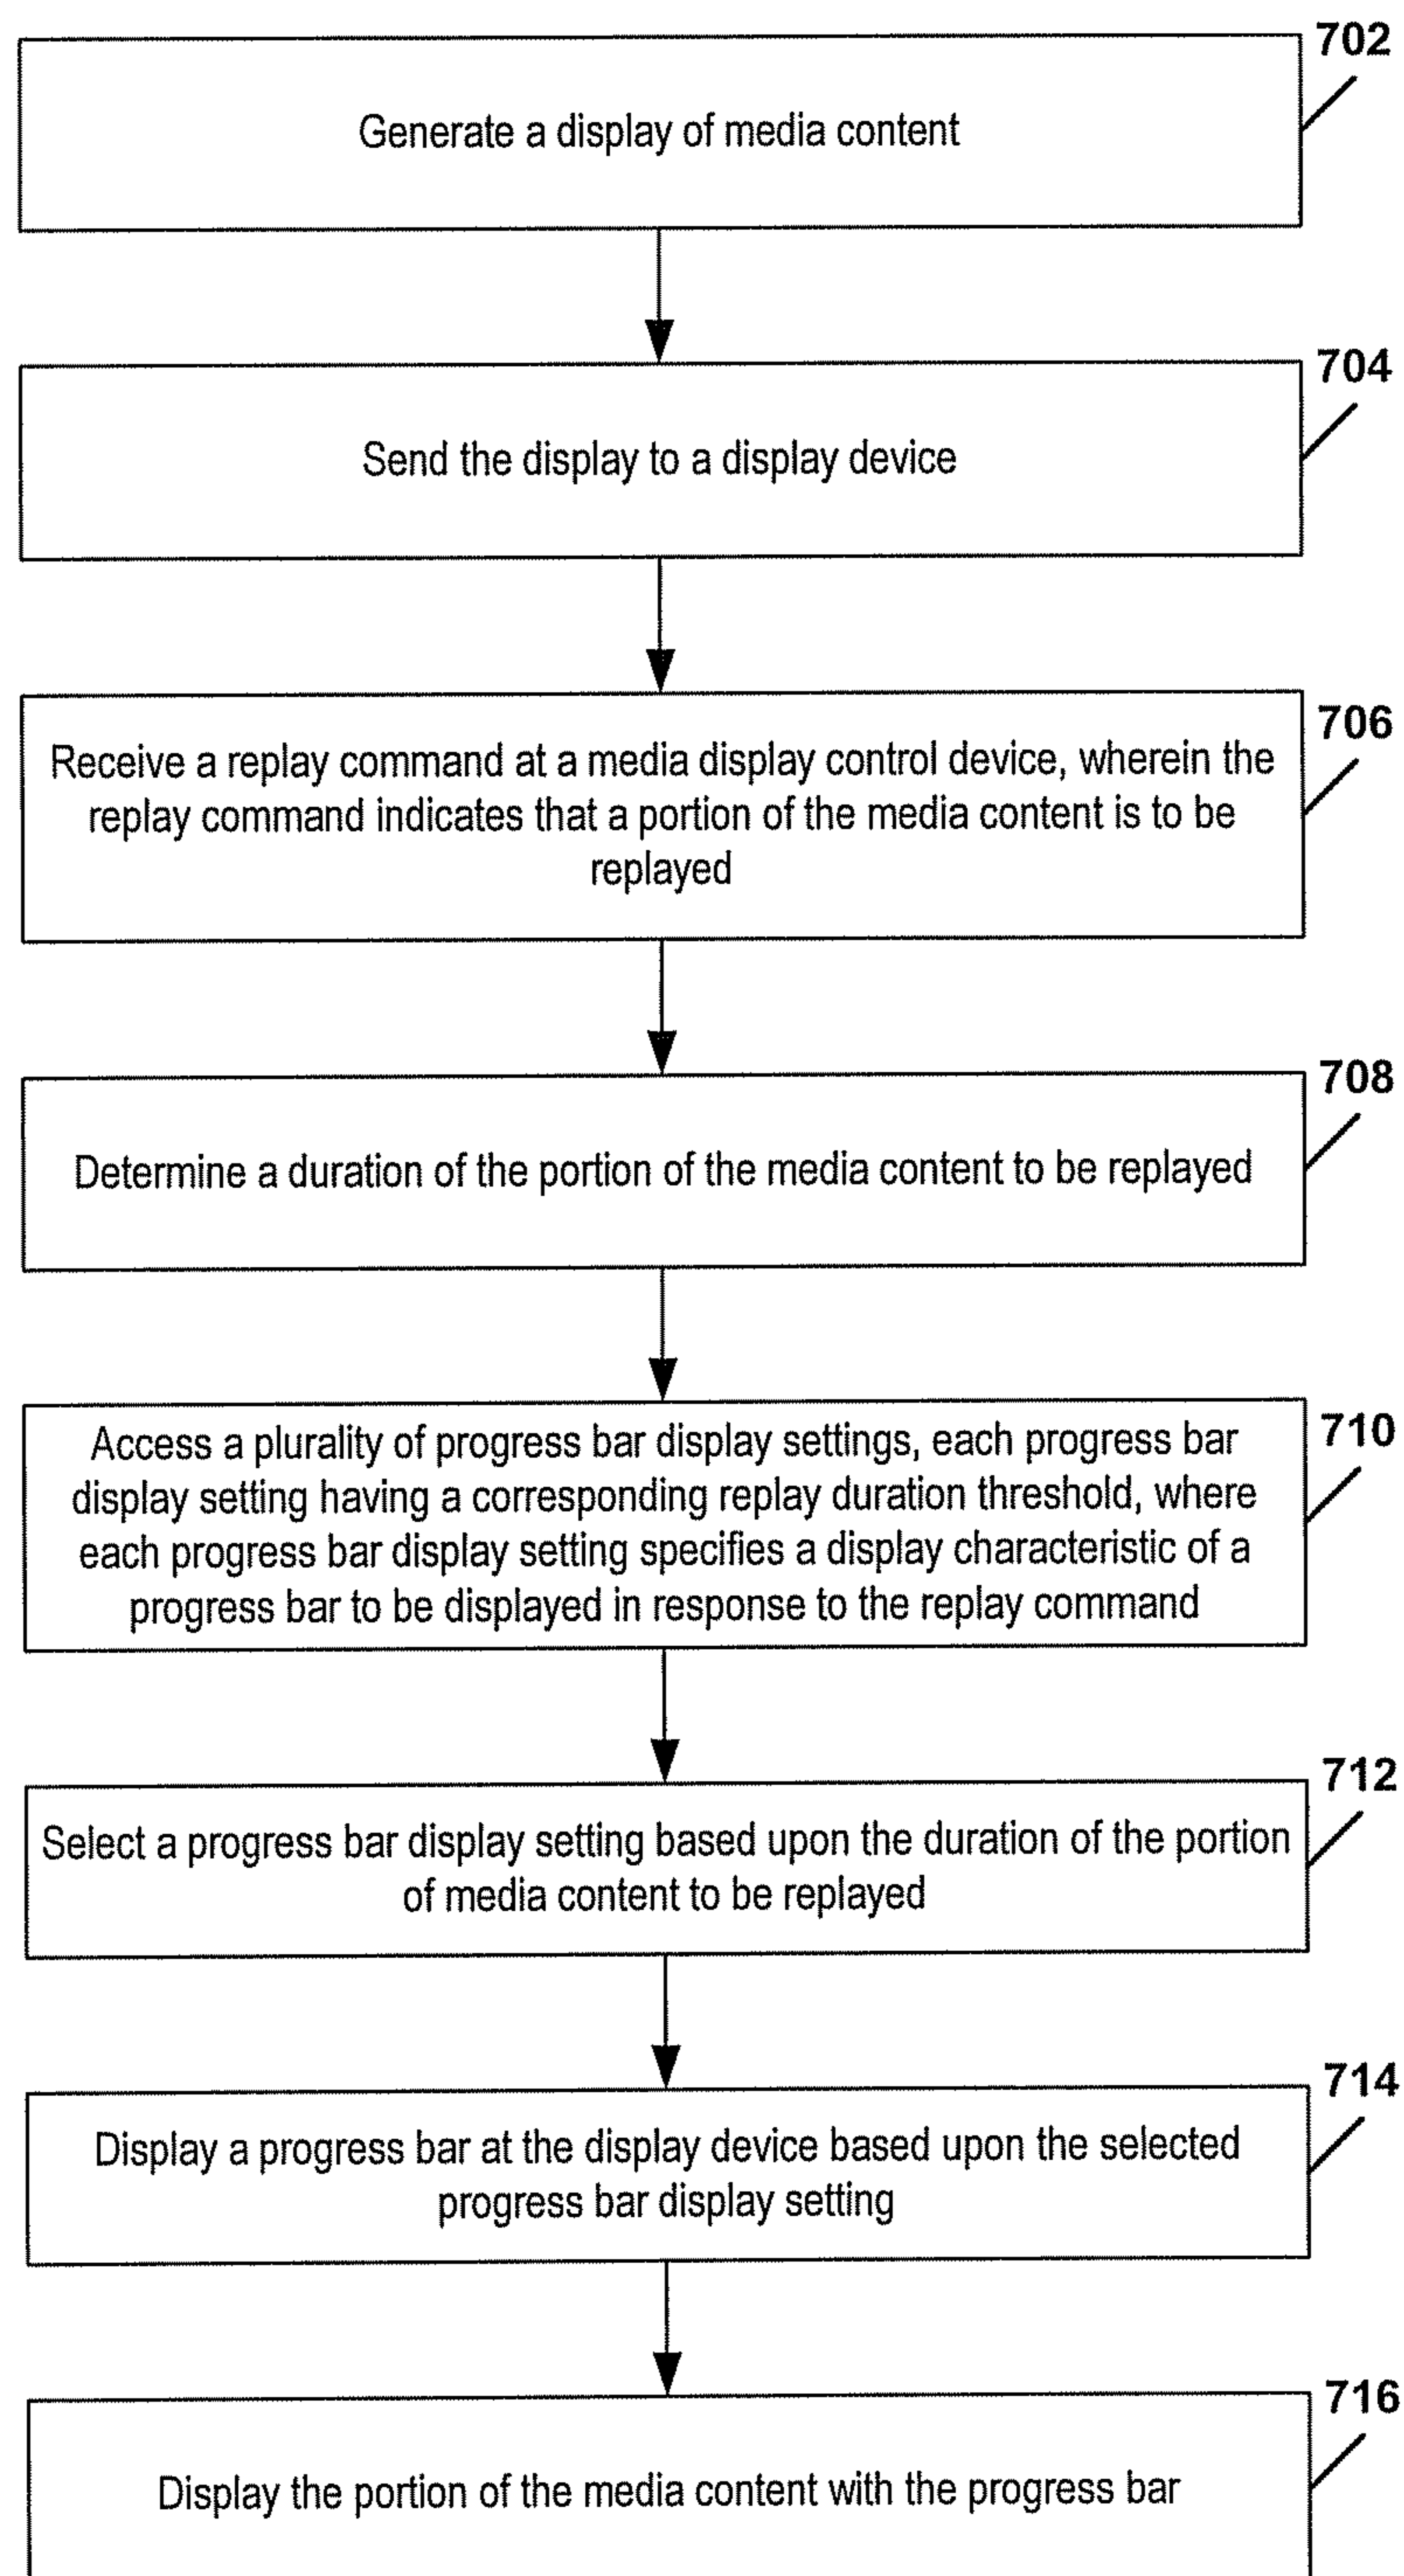 702
Generate a display of media content
704
Send the display to a display device
706
Receive a replay command at a media display control device, wherein the
replay command indicates that a portion of the media content is to be
replayed
708
Determine a duration of the portion of the media content to be replayed
710
Access a plurality of progress bar display settings, each progress bar
display setting having a corresponding replay duration threshold, where
each progress bar display setting specifies a display characteristic of a
progress bar to be displayed in response to the replay command
712
Select a progress bar display setting based upon the duration of the portion
of media content to be replayed
714
Display a progress bar at the display device based upon the selected
progress bar display setting
716
Display the portion of the media content with the progress bar